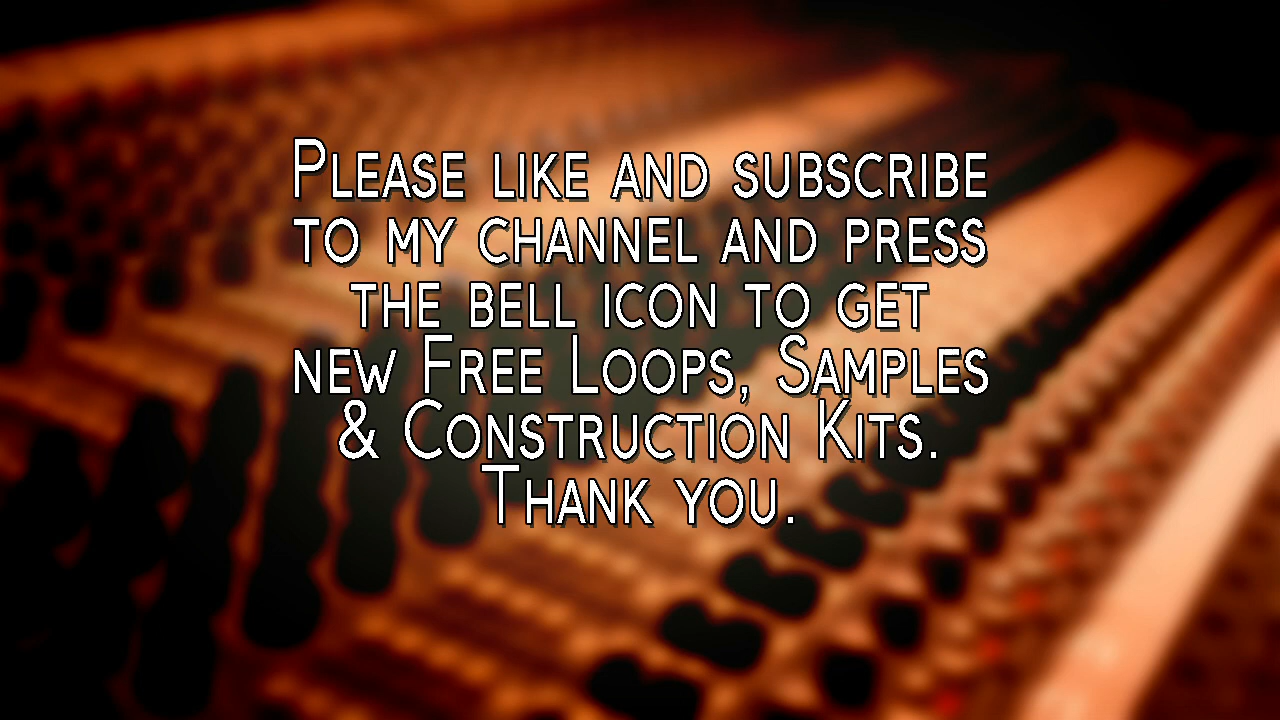 Please like and subscribe
to my channel and press
the bell icon to get
new Free Loops, Samples
& Construction Kits.
Thank you.